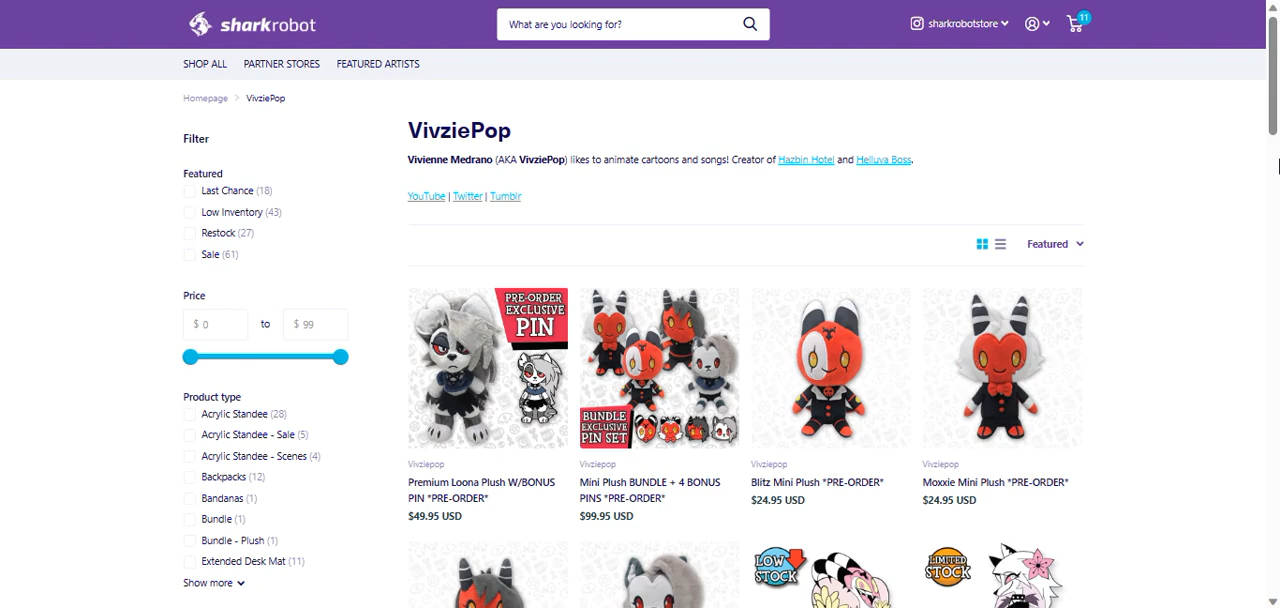 sharkrobot
What are you looking for?
sharkrobotstore
11
SHOP ALL
PARTNER STORES
FEATURED ARTISTS
Homepage
VivziePop
Filter
Featured
Last Chance (18)
Low Inventory (43)
Restock (27)
Sale (61)
Price
$ 0
to
$ 99
Product type
Acrylic Standee (28)
Acrylic Standee - Sale (5)
Acrylic Standee - Scenes (4)
Backpacks (12)
Bandanas (1)
Bundle (1)
Bundle - Plush (1)
Extended Desk Mat (11)
Show more
VivziePop
Vivienne Medrano (AKA VivziePop) likes to animate cartoons and songs! Creator of Hazbin Hotel and Helluva Boss.
YouTube | Twitter | Tumblr
Featured
PRE-ORDER
EXCLUSIVE
PIN
Vivziepop
Premium Loona Plush W/BONUS
PIN *PRE-ORDER*
$49.95 USD
BUNDLE
EXCLUSIVE
PIN SET
Vivziepop
Mini Plush BUNDLE + 4 BONUS
PINS *PRE-ORDER*
$99.95 USD
Vivziepop
Blitz Mini Plush *PRE-ORDER*
$24.95 USD
Vivziepop
Moxxie Mini Plush *PRE-ORDER*
$24.95 USD
LOW
STOCK
LIMITED
STOCK